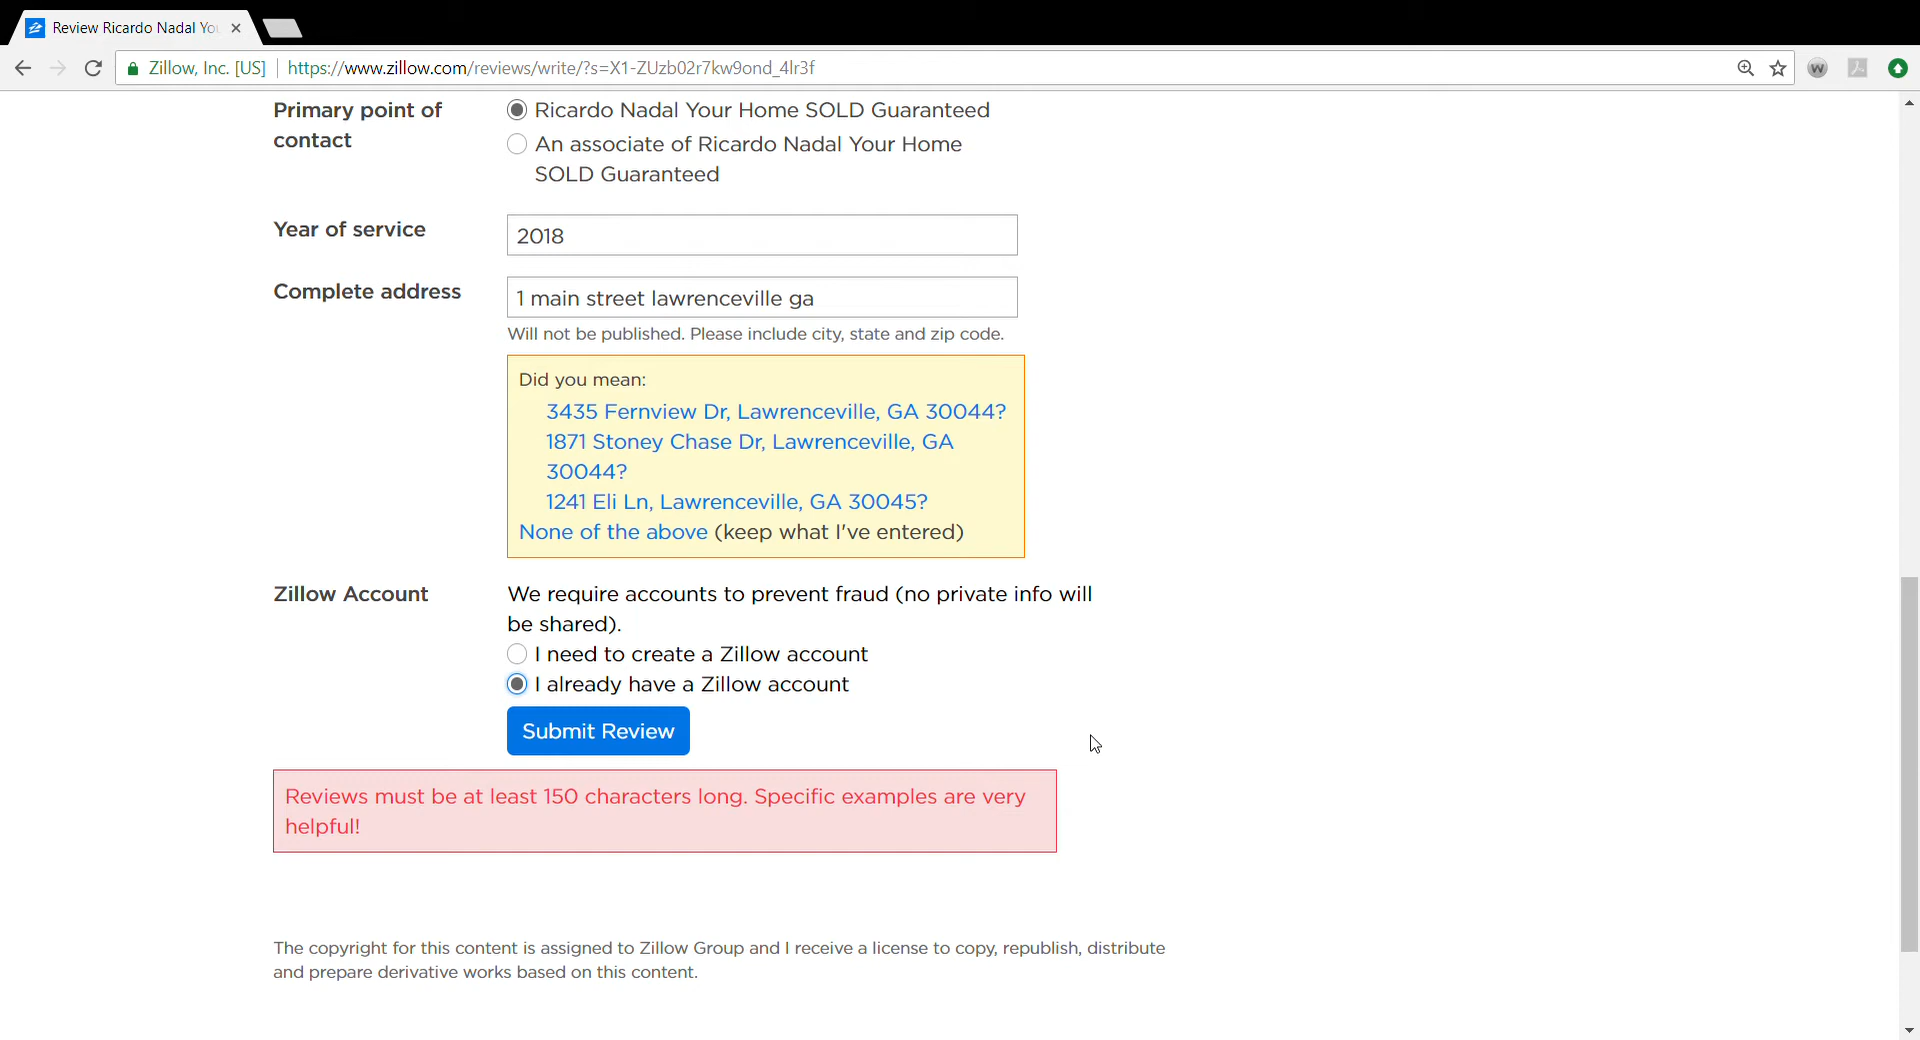 Review Ricardo Nadal You
Zillow, Inc. [US] https://www.zillow.com/reviews/write/?s=X1-ZUzb02r7kw9ond_4lr3f
W
Primary point of
contact
Ricardo Nadal Your Home SOLD Guaranteed
An associate of Ricardo Nadal Your Home
SOLD Guaranteed
Year of service
2018
Complete address
1 main street lawrenceville ga
Will not be published. Please include city, state and zip code.
Did you mean:
3435 Fernview Dr, Lawrenceville, GA 30044?
1871 Stoney Chase Dr, Lawrenceville, GA
30044?
1241 Eli Ln, Lawrenceville, GA 30045?
None of the above (keep what I've entered)
Zillow Account
We require accounts to prevent fraud (no private info will
be shared).
I need to create a Zillow account
I already have a Zillow account
Submit Review
Reviews must be at least 150 characters long. Specific examples are very
helpful!
The copyright for this content is assigned to Zillow Group and I receive a license to copy, republish, distribute
and prepare derivative works based on this content.